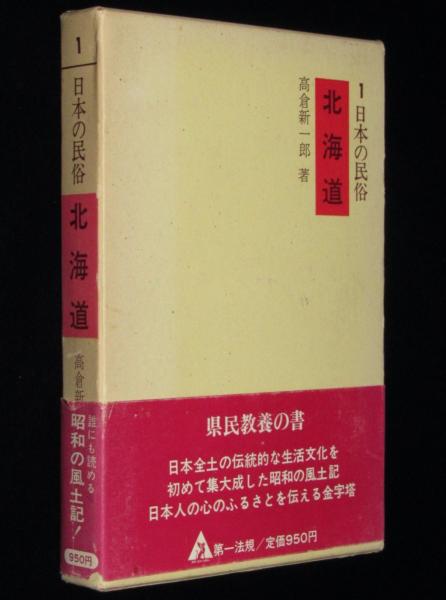 1
日本の民俗
北海道
高倉新
誰にも読める
昭和の風土記！
950円
1 日本の民俗
北海道
高倉新一郎 著
県民教養の書
日本全土の伝統的な生活文化を
初めて集大成した昭和の風土記
日本人の心のふるさとを伝える金字塔
第一法規／定価950円